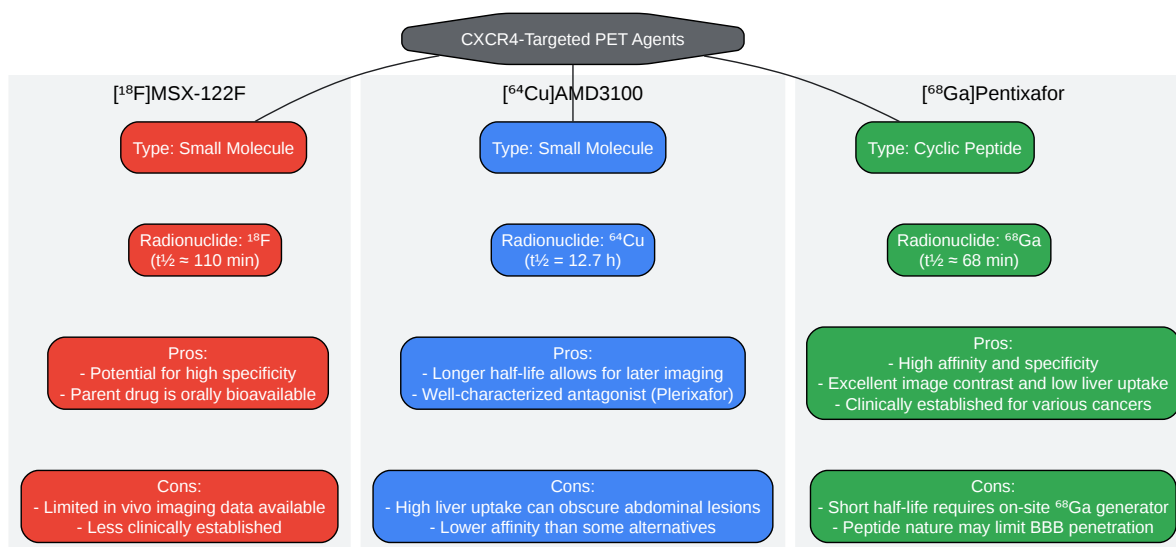 CXCR4-Targeted PET Agents
[¹⁸F]MSX-122F
Type: Small Molecule
Radionuclide: ¹⁸F
(t½ ≈ 110 min)
Pros:
- Potential for high specificity
- Parent drug is orally bioavailable
Cons:
- Limited in vivo imaging data available
- Less clinically established
[⁶⁴Cu]AMD3100
Type: Small Molecule
Radionuclide: ⁶⁴Cu
(t½ = 12.7 h)
Pros:
- Longer half-life allows for later imaging
- Well-characterized antagonist (Plerixafor)
Cons:
- High liver uptake can obscure abdominal lesions
- Lower affinity than some alternatives
[⁶⁸Ga]Pentixafor
Type: Cyclic Peptide
Radionuclide: ⁶⁸Ga
(t½ ≈ 68 min)
Pros:
- High affinity and specificity
- Excellent image contrast and low liver uptake
- Clinically established for various cancers
Cons:
- Short half-life requires on-site ⁶⁸Ga generator
- Peptide nature may limit BBB penetration